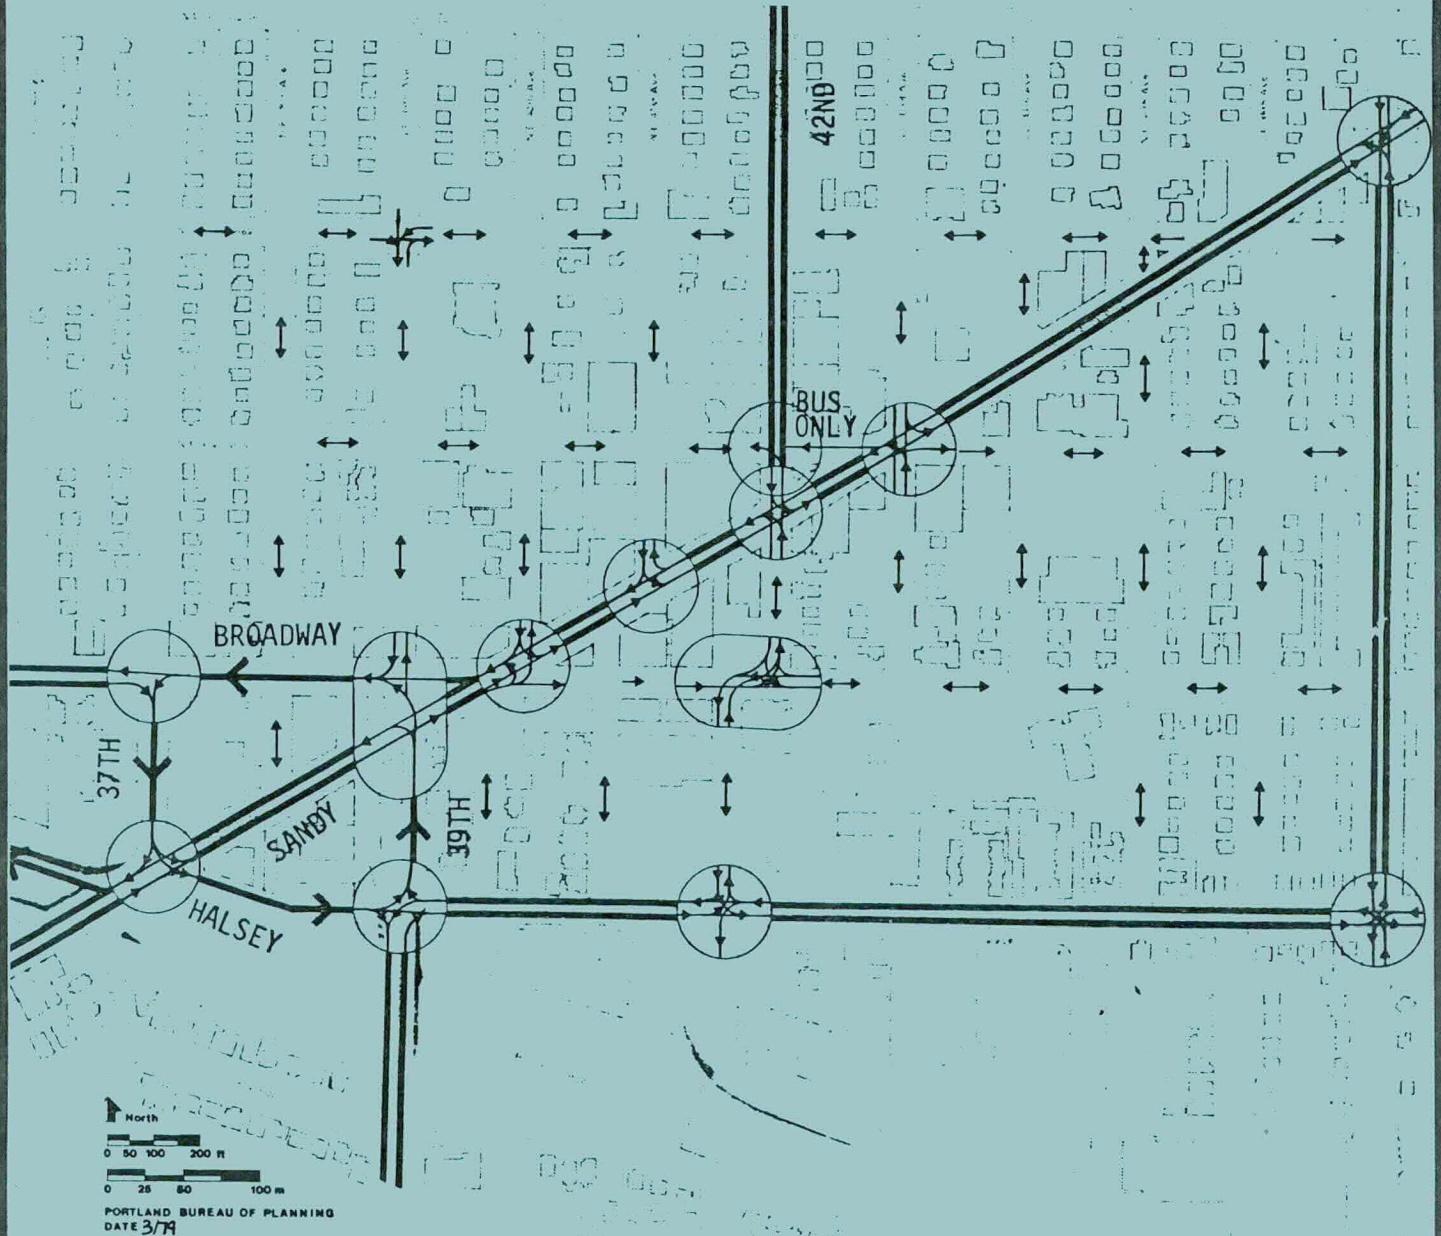 42ND
BUS
ONLY
BROADWAY
37TH
SANDY
39TH
HALSEY
North
0 50 100 200 ft
0 25 50 100 m
PORTLAND BUREAU OF PLANNING
DATE 3/79